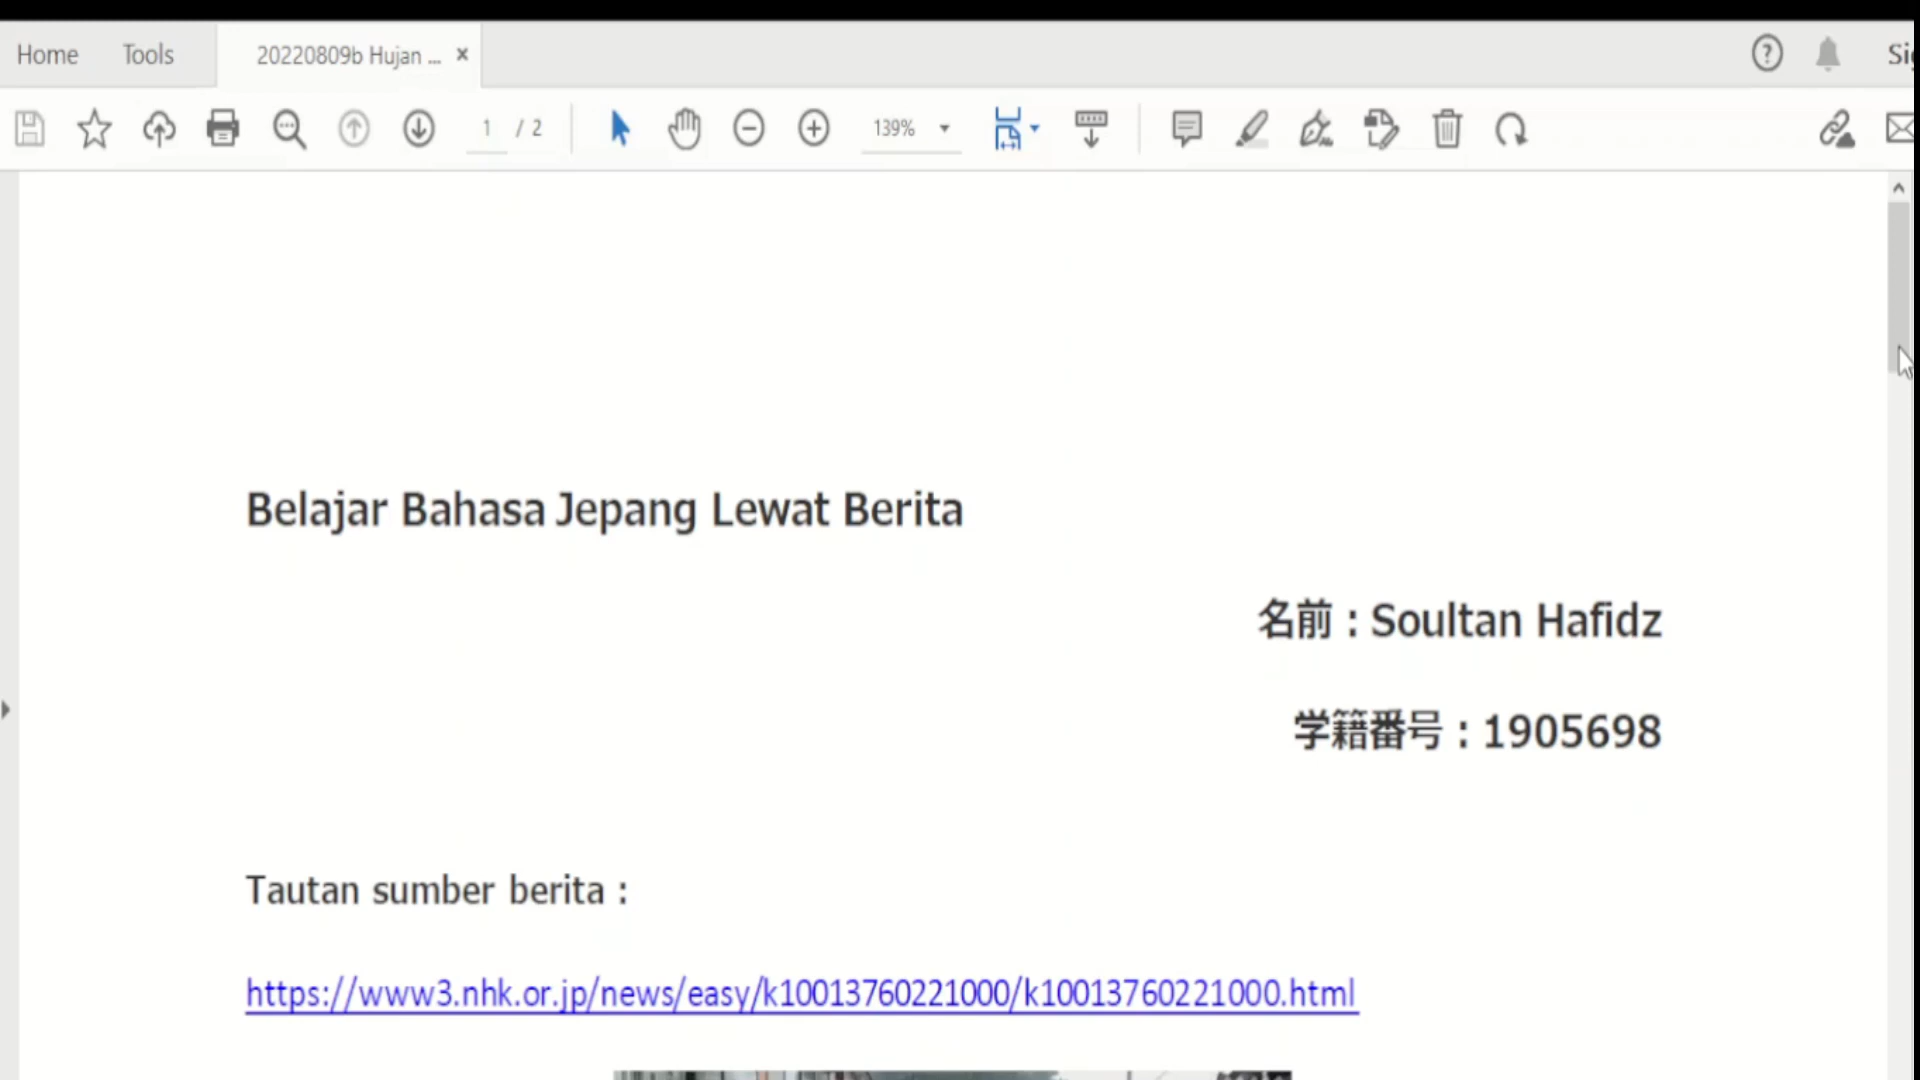 Home Tools 20220809b Hujan ...
1 / 2 139%
Belajar Bahasa Jepang Lewat Berita
名前 : Soultan Hafidz
学籍番号 : 1905698
Tautan sumber berita :
https://www3.nhk.or.jp/news/easy/k10013760221000/k10013760221000.html